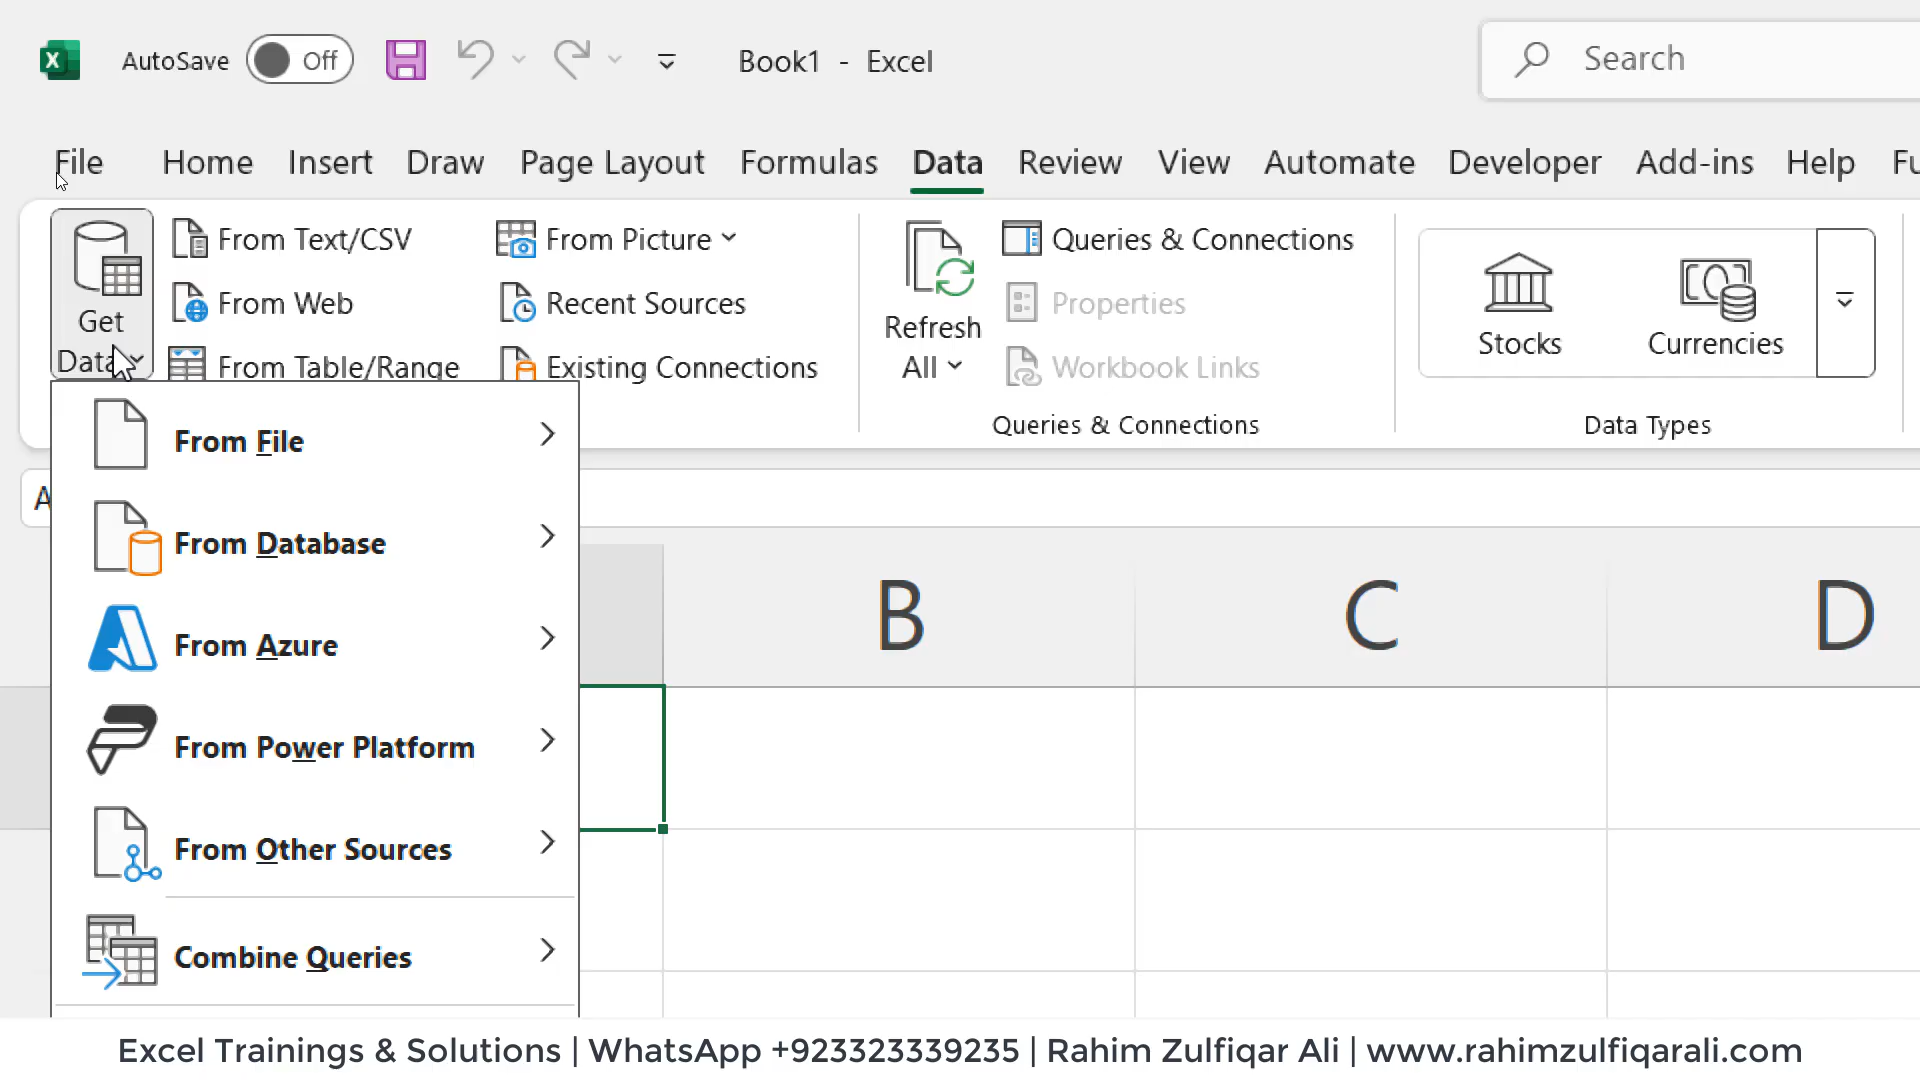 AutoSave Off Book1 - Excel Search
File Home Insert Draw Page Layout Formulas Data Review View Automate Developer Add-ins Help
Get Data
From Text/CSV
From Web
From Table/Range
From Picture
Recent Sources
Existing Connections
Refresh All
Queries & Connections
Properties
Workbook Links
Queries & Connections
Stocks
Currencies
Data Types
From File
From Database
From Azure
From Power Platform
From Other Sources
Combine Queries
B C D
Excel Trainings & Solutions | WhatsApp +923323339235 | Rahim Zulfiqar Ali | www.rahimzulfiqarali.com